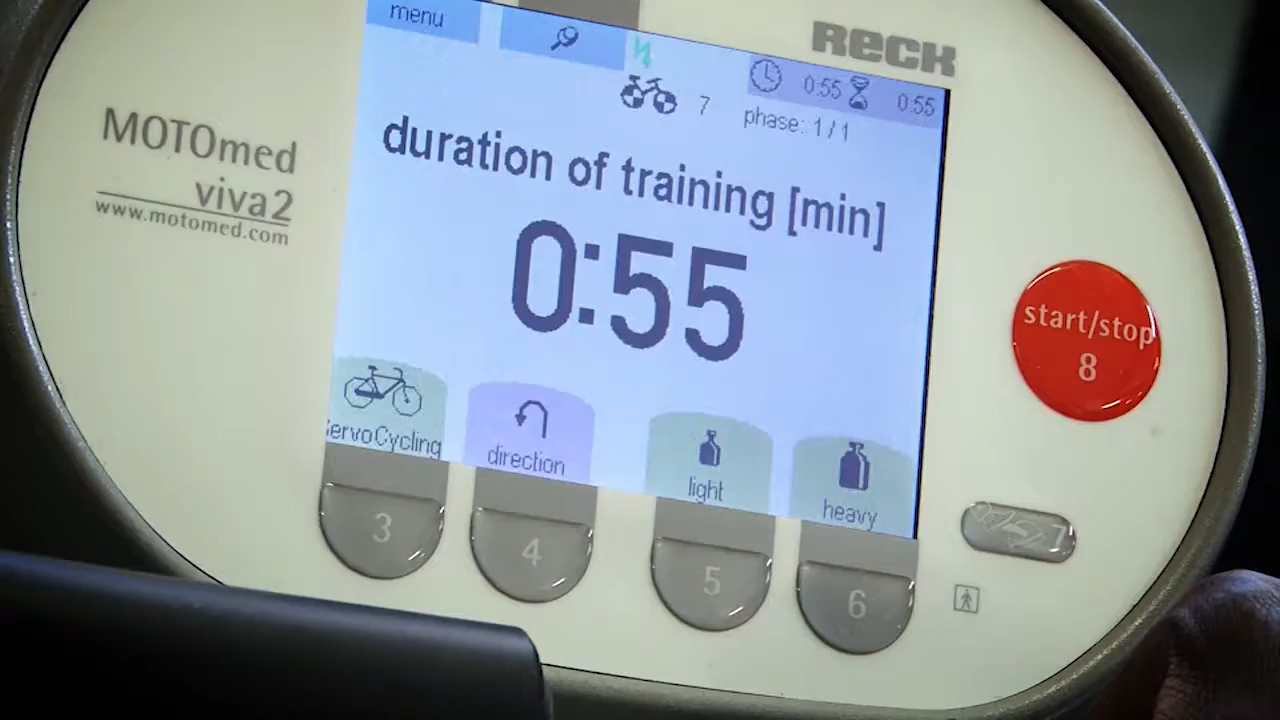 menu
RECK
0:55 0:55
7
phase: 1/1
MOTOmed
viva2
www.motomed.com
duration of training [min]
0:55
start/stop
8
ServoCycling
direction
light
heavy
3
4
5
6
7